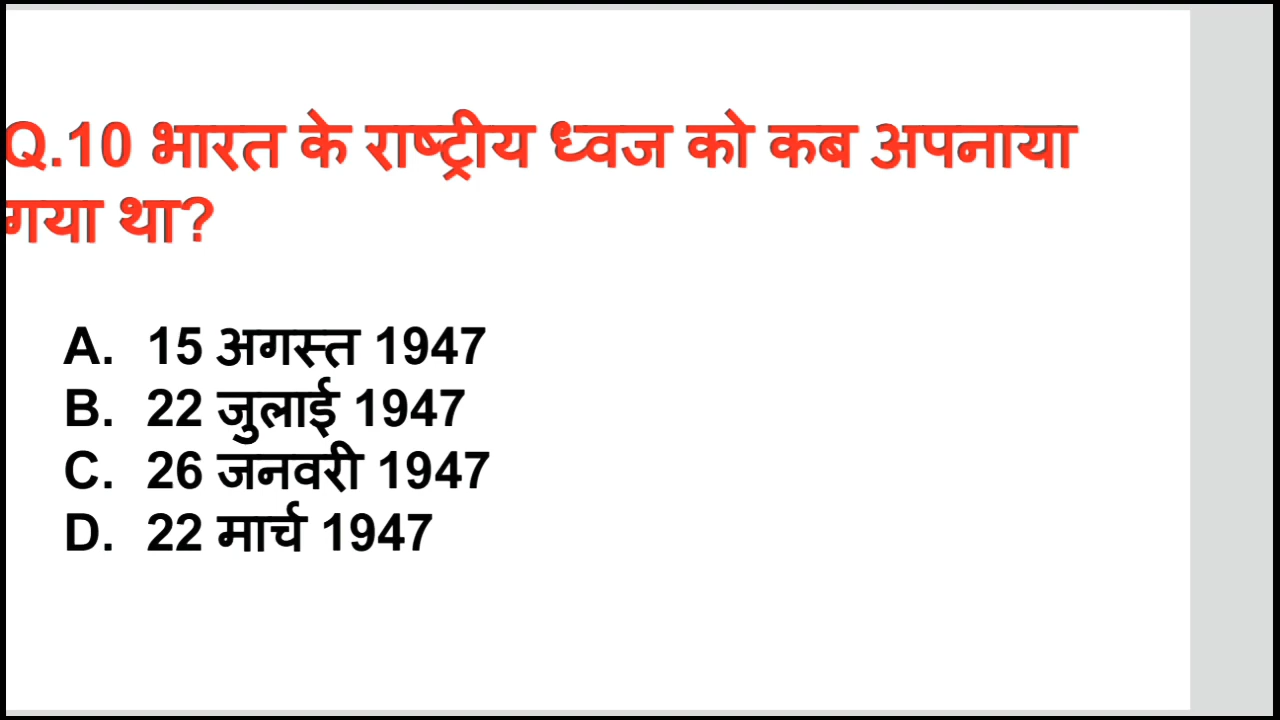 Q.10 भारत के राष्ट्रीय ध्वज को कब अपनाया
गया था?
A. 15 अगस्त 1947
B. 22 जुलाई 1947
C. 26 जनवरी 1947
D. 22 मार्च 1947